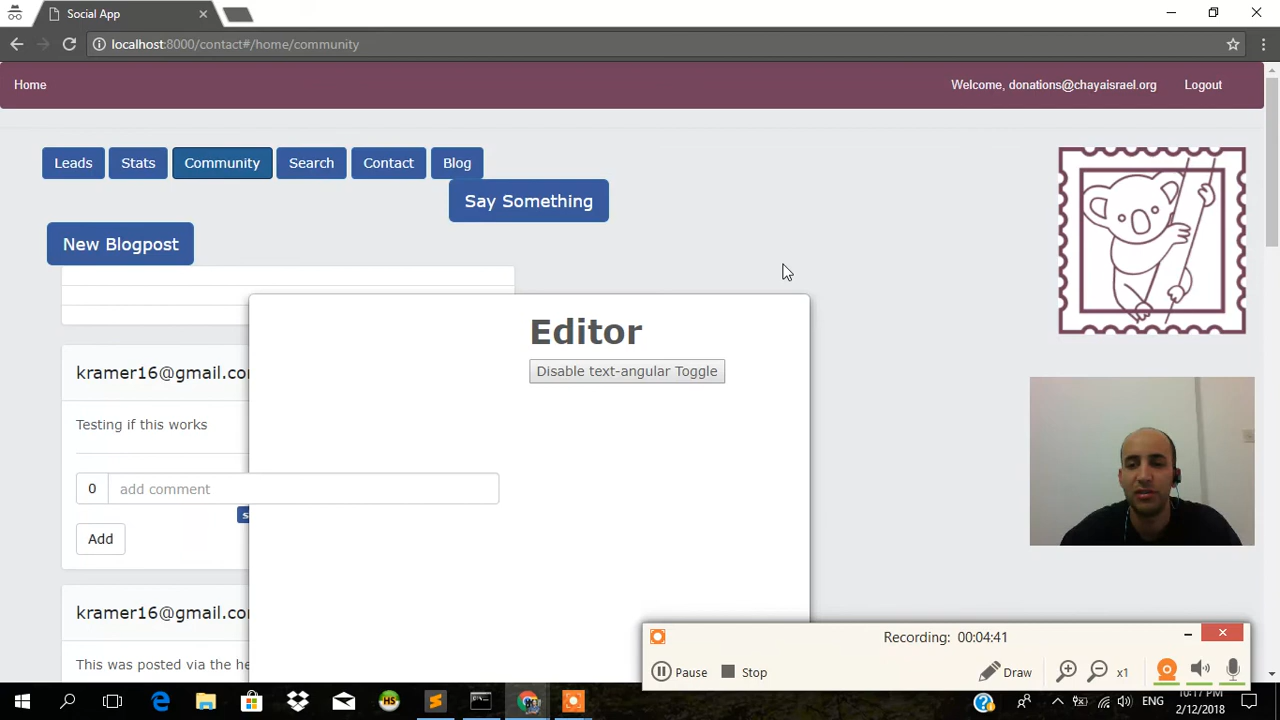 Social App
localhost:8000/contact#/home/community
Home
Welcome, donations@chayaisrael.org
Logout
Leads
Stats
Community
Search
Contact
Blog
Say Something
New Blogpost
Editor
Disable text-angular Toggle
kramer16@gmail.co
Testing if this works
0
add comment
s
Add
kramer16@gmail.co
This was posted via the he
Recording: 00:04:41
Pause
Stop
Draw
x1
ENG
10:17 PM
2/12/2018